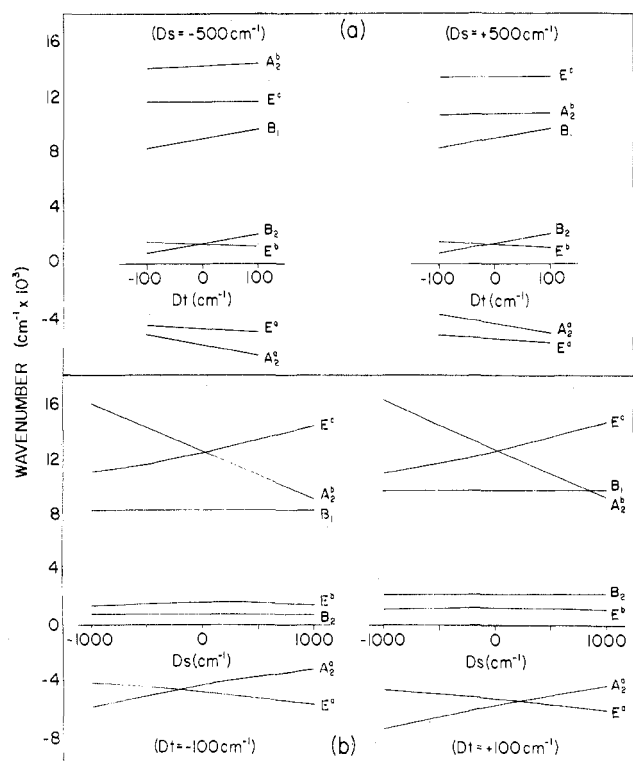 (a)
(Ds = -500cm⁻¹)
(Ds = +500cm⁻¹)
WAVENUMBER (cm⁻¹ x 10³)
16
12
8
4
0
-4
A₂ᵇ
Eᶜ
B₁
B₂
Eᵇ
-100 0 100
Dt (cm⁻¹)
Eᵃ
A₂ᵃ
Eᶜ
A₂ᵇ
B₁
B₂
Eᵇ
-100 0 100
Dt (cm⁻¹)
A₂ᵃ
Eᵃ
16
12
8
4
0
-4
-8
Eᶜ
A₂ᵇ
B₁
Eᵇ
B₂
-1000 0 1000
Ds(cm⁻¹)
A₂ᵃ
Eᵃ
(Dt = -100cm⁻¹)
(b)
Eᶜ
B₁
A₂ᵇ
B₂
Eᵇ
-1000 0 1000
Ds(cm⁻¹)
A₂ᵃ
Eᵃ
(Dt = +100cm⁻¹)